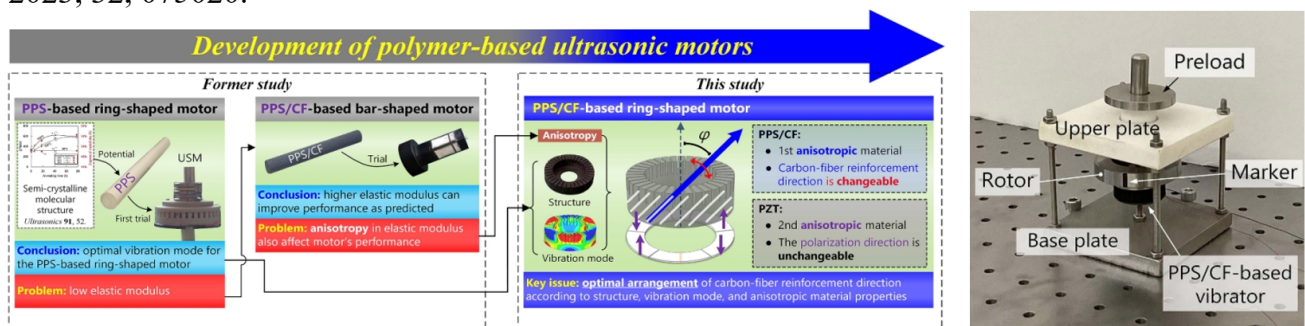 2023, 32, 075020.
Development of polymer-based ultrasonic motors
Former study
PPS-based ring-shaped motor
Potential
PPS
USM
Semi-crystalline
molecular
structure
Ultrasonics 91, 52.
First trial
Conclusion: optimal vibration mode for
the PPS-based ring-shaped motor
Problem: low elastic modulus
PPS/CF-based bar-shaped motor
PPS/CF
Trial
Conclusion: higher elastic modulus can
improve performance as predicted
Problem: anisotropy in elastic modulus
also affect motor's performance
This study
PPS/CF-based ring-shaped motor
Anisotropy
Structure
Vibration mode
φ
PPS/CF:
● 1st anisotropic material
● Carbon-fiber reinforcement
direction is changeable
PZT:
● 2nd anisotropic material
● The polarization direction is
unchangeable
Key issue: optimal arrangement of carbon-fiber reinforcement direction
according to structure, vibration mode, and anisotropic material properties
Preload
Upper plate
Rotor
Marker
Base plate
PPS/CF-based
vibrator